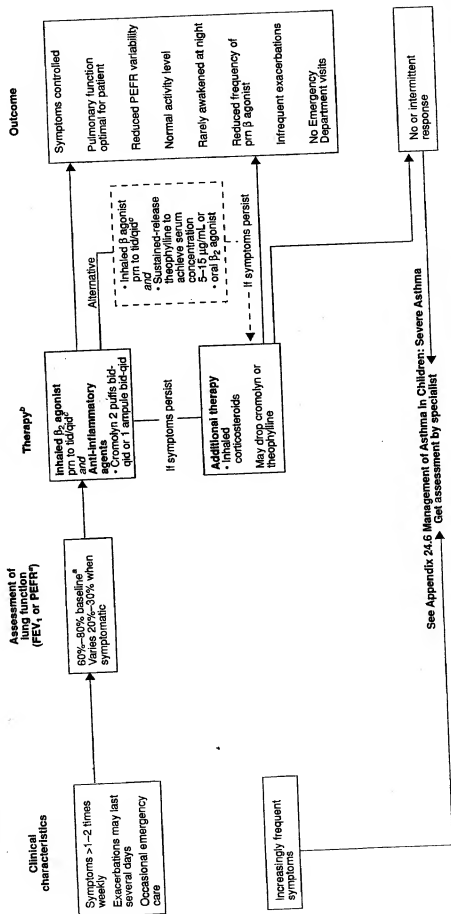 Clinical
characteristics
Symptoms >1–2 times
weekly
Exacerbations may last
several days
Occasional emergency
care
Increasingly frequent
symptoms
Assessment of
lung function
(FEV1 or PEFRa)
60%–80% baselinea
Varies 20%–30% when
symptomatic
Therapyb
Inhaled β2 agonist
prn to tid/qidc
and
Anti-inflammatory
agents
• Cromolyn 2 puffs bid-
qid or 1 ampule bid-qid
If symptoms persist
Additional therapy
• Inhaled
corticosteroids
May drop cromolyn or
theophylline
Alternative
• Inhaled β agonist
prn to tid/qidc
and
• Sustained-release
theophylline to
achieve serum
concentration
5–15 µg/mL or
• oral β2 agonist
If symptoms persist
Outcome
Symptoms controlled
Pulmonary function
optimal for patient
Reduced PEFR variability
Normal activity level
Rarely awakened at night
Reduced frequency of
prn β agonist
Infrequent exacerbations
No Emergency
Department visits
No or intermittent
response
See Appendix 24.6 Management of Asthma in Children: Severe Asthma
Get assessment by specialist